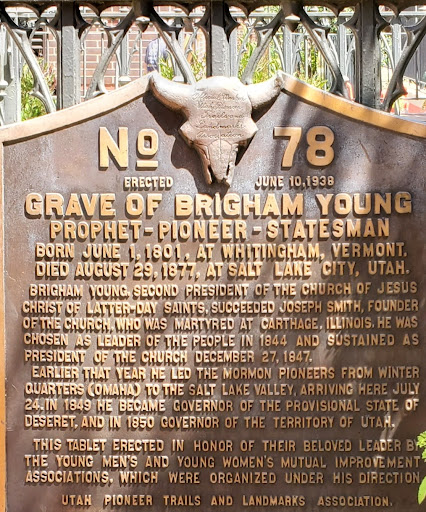 No 78
ERECTED JUNE 10, 1938
GRAVE OF BRIGHAM YOUNG
PROPHET-PIONEER-STATESMAN
BORN JUNE 1, 1801, AT WHITINGHAM, VERMONT.
DIED AUGUST 29, 1877, AT SALT LAKE CITY, UTAH.
BRIGHAM YOUNG, SECOND PRESIDENT OF THE CHURCH OF JESUS
CHRIST OF LATTER-DAY SAINTS, SUCCEEDED JOSEPH SMITH, FOUNDER
OF THE CHURCH, WHO WAS MARTYRED AT CARTHAGE, ILLINOIS. HE WAS
CHOSEN AS LEADER OF THE PEOPLE IN 1844 AND SUSTAINED AS
PRESIDENT OF THE CHURCH DECEMBER 27, 1847.
EARLIER THAT YEAR HE LED THE MORMON PIONEERS FROM WINTER
QUARTERS (OMAHA) TO THE SALT LAKE VALLEY, ARRIVING HERE JULY
24. IN 1849 HE BECAME GOVERNOR OF THE PROVISIONAL STATE OF
DESERET, AND IN 1850 GOVERNOR OF THE TERRITORY OF UTAH.
THIS TABLET ERECTED IN HONOR OF THEIR BELOVED LEADER BY
THE YOUNG MEN'S AND YOUNG WOMEN'S MUTUAL IMPROVEMENT
ASSOCIATIONS, WHICH WERE ORGANIZED UNDER HIS DIRECTION
UTAH PIONEER TRAILS AND LANDMARKS ASSOCIATION.